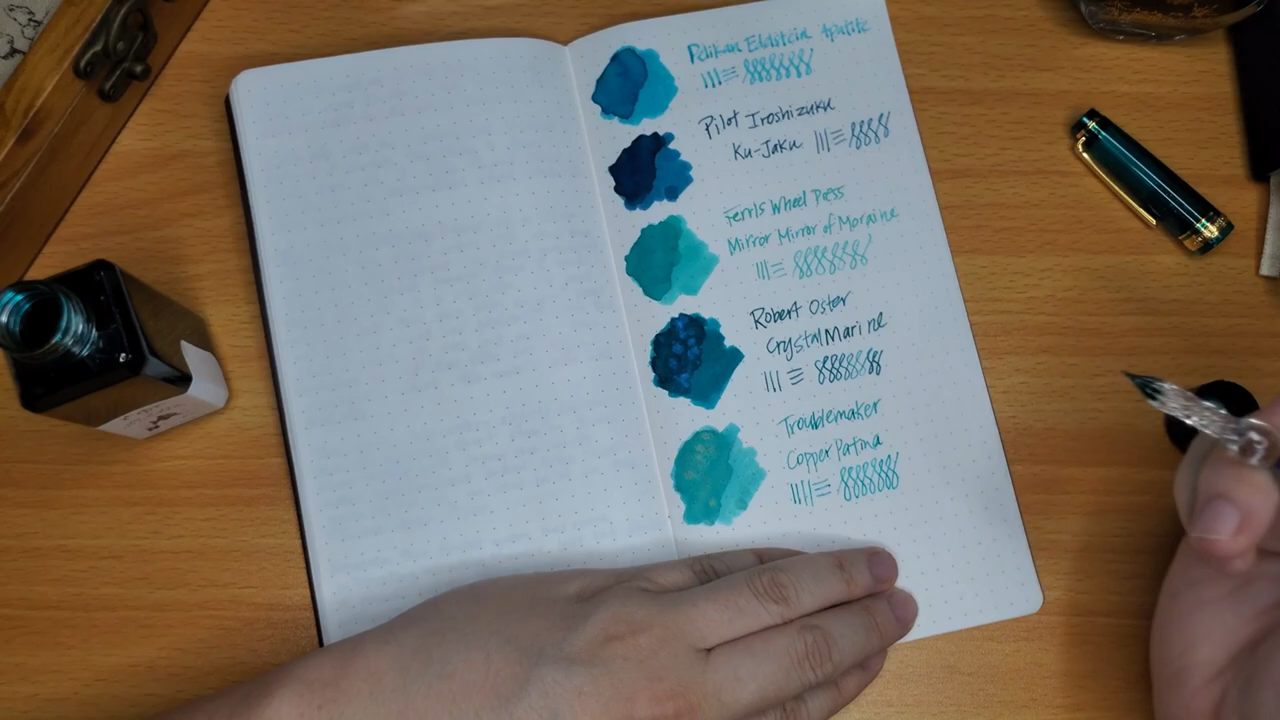 Pelikan Edelstein Apatite
Pilot Iroshizuku
Ku-Jaku
Ferris Wheel Press
Mirror Mirror of Moraine
Robert Oster
Crystal Marine
Troublemaker
Copper Patina